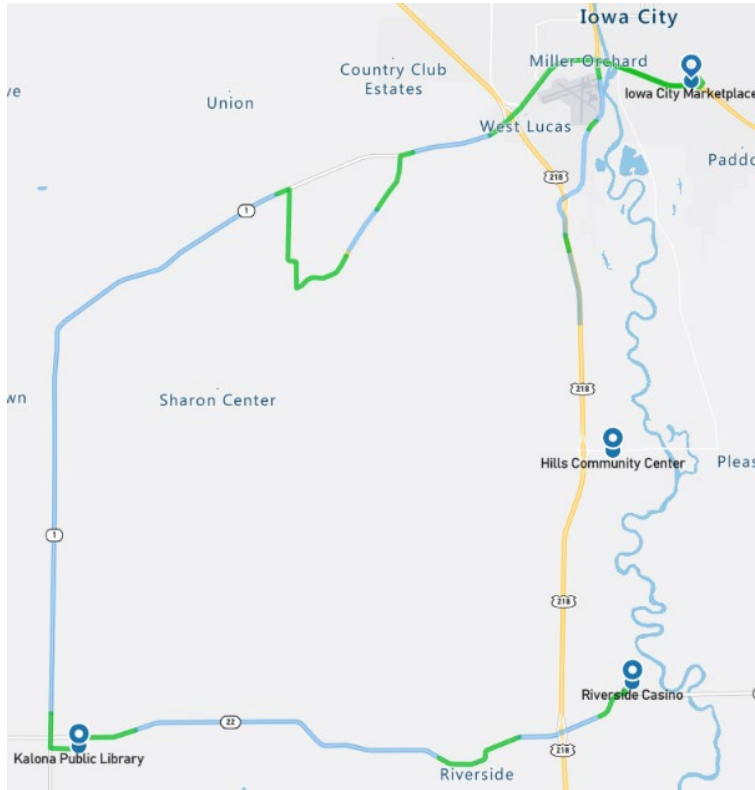 Iowa City
Miller Orchard
Country Club
Estates
Iowa City Marketplace
Union
West Lucas
Paddo
ve
218
1
wn
Sharon Center
218
Hills Community Center
Pleas
1
218
Riverside Casino
22
Kalona Public Library
218
Riverside